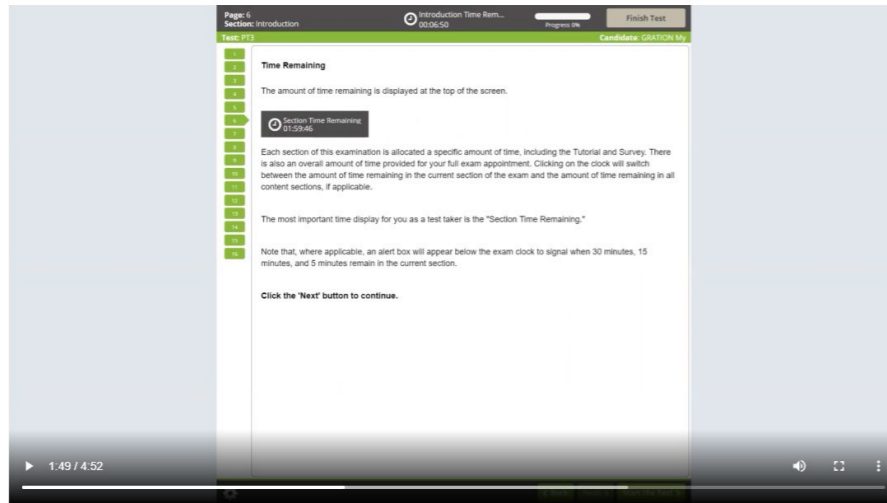 Page: 6
Section: Introduction
Introduction Time Rem...
00:06:50
Progress 0%
Finish Test
Test: PT3
Candidate: GRATION My
1
2
3
4
5
6
7
8
9
10
11
12
13
14
15
16
Time Remaining
The amount of time remaining is displayed at the top of the screen.
Section Time Remaining
01:59:46
Each section of this examination is allocated a specific amount of time, including the Tutorial and Survey. There
is also an overall amount of time provided for your full exam appointment. Clicking on the clock will switch
between the amount of time remaining in the current section of the exam and the amount of time remaining in all
content sections, if applicable.
The most important time display for you as a test taker is the "Section Time Remaining."
Note that, where applicable, an alert box will appear below the exam clock to signal when 30 minutes, 15
minutes, and 5 minutes remain in the current section.
Click the 'Next' button to continue.
1:49 / 4:52